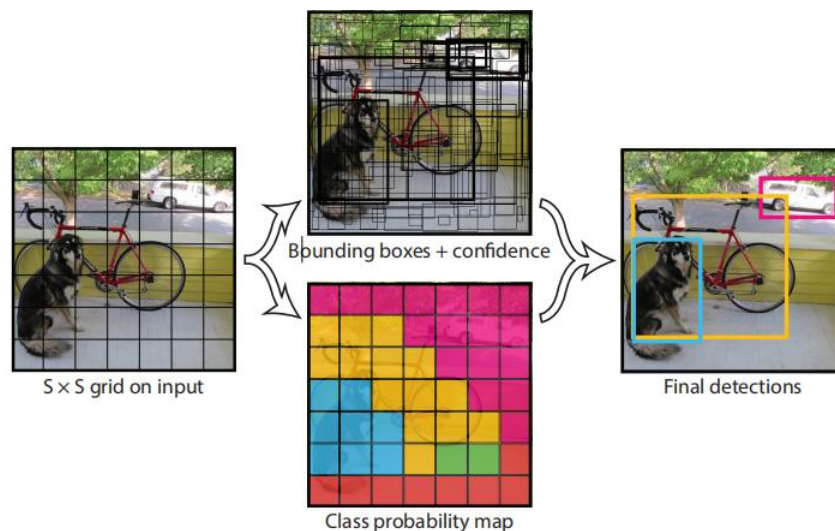 Bounding boxes + confidence
S × S grid on input
Final detections
Class probability map